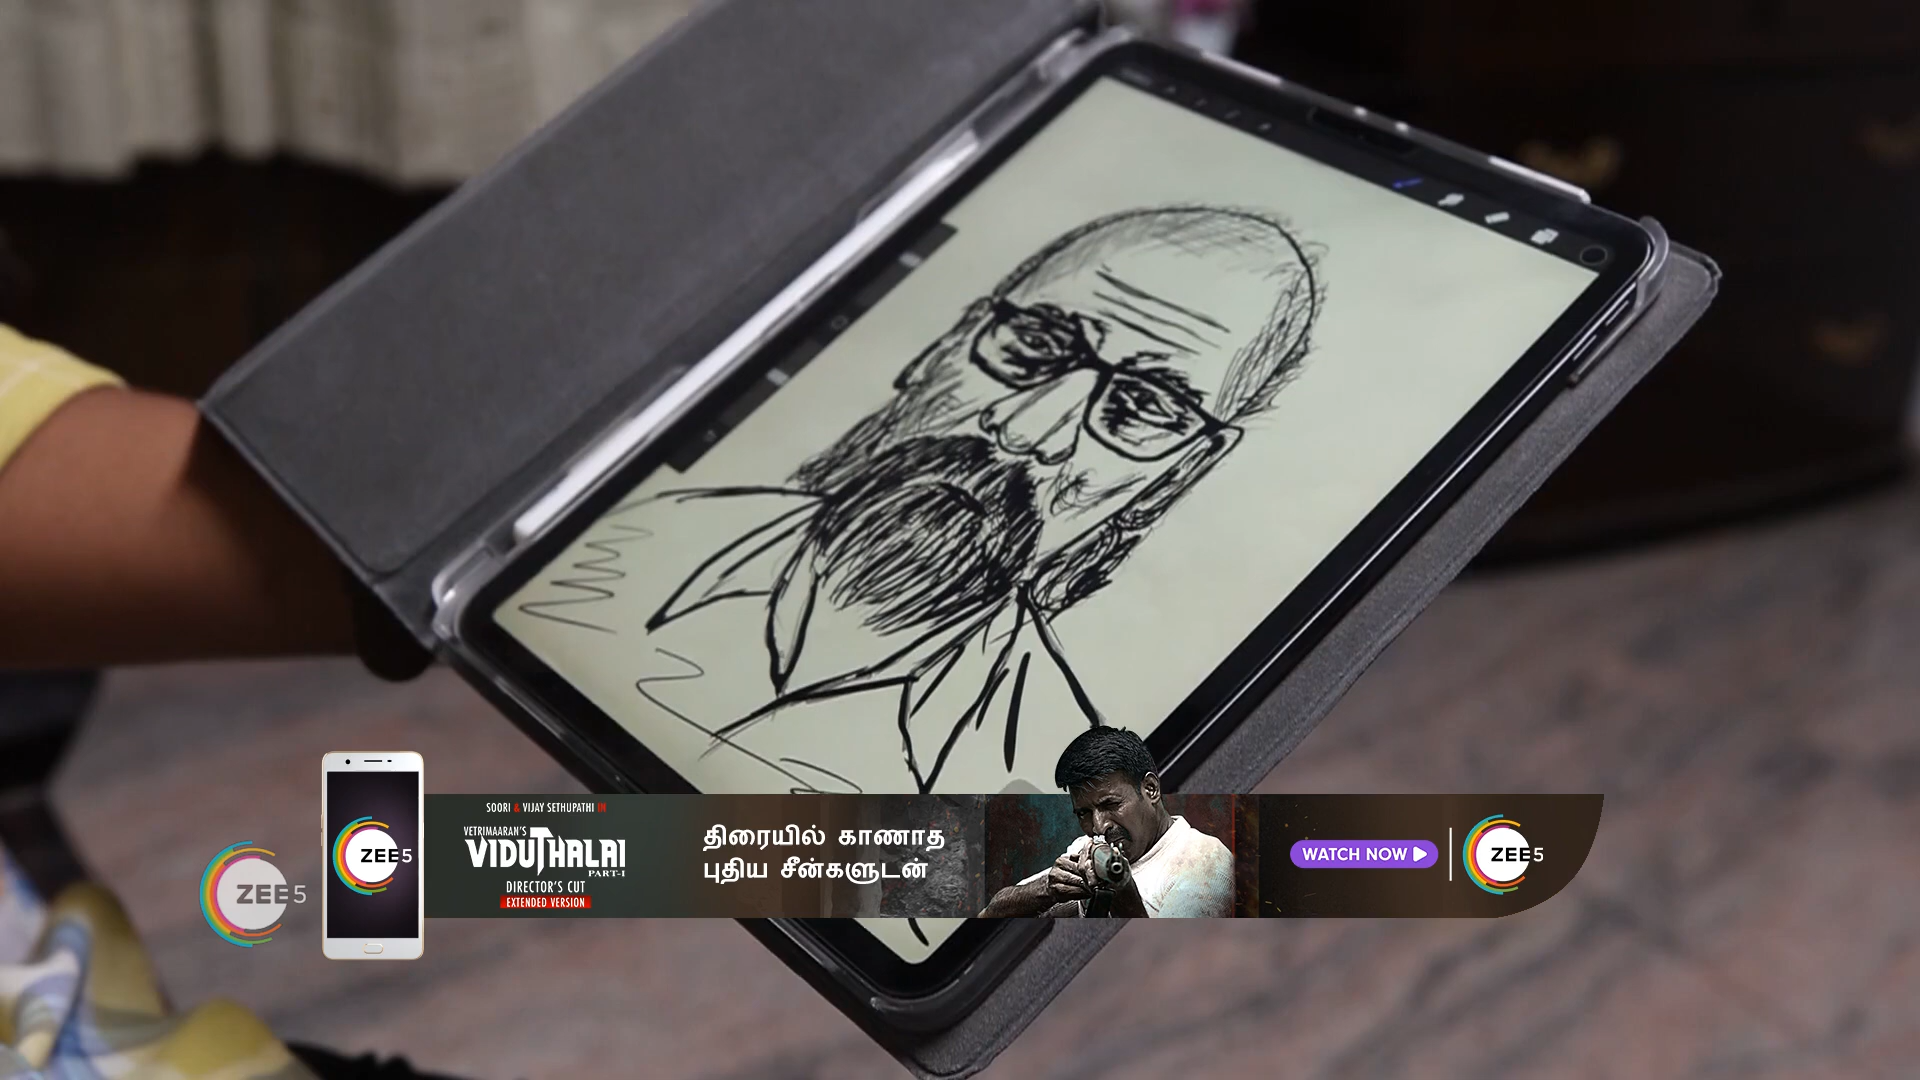 ZEE5
ZEE5
SOORI & VIJAY SETHUPATHI IN
VETRIMAARAN'S
VIDUTHALAI
PART-I
DIRECTOR'S CUT
EXTENDED VERSION
திரையில் காணாத
புதிய சீன்களுடன்
WATCH NOW
ZEE5